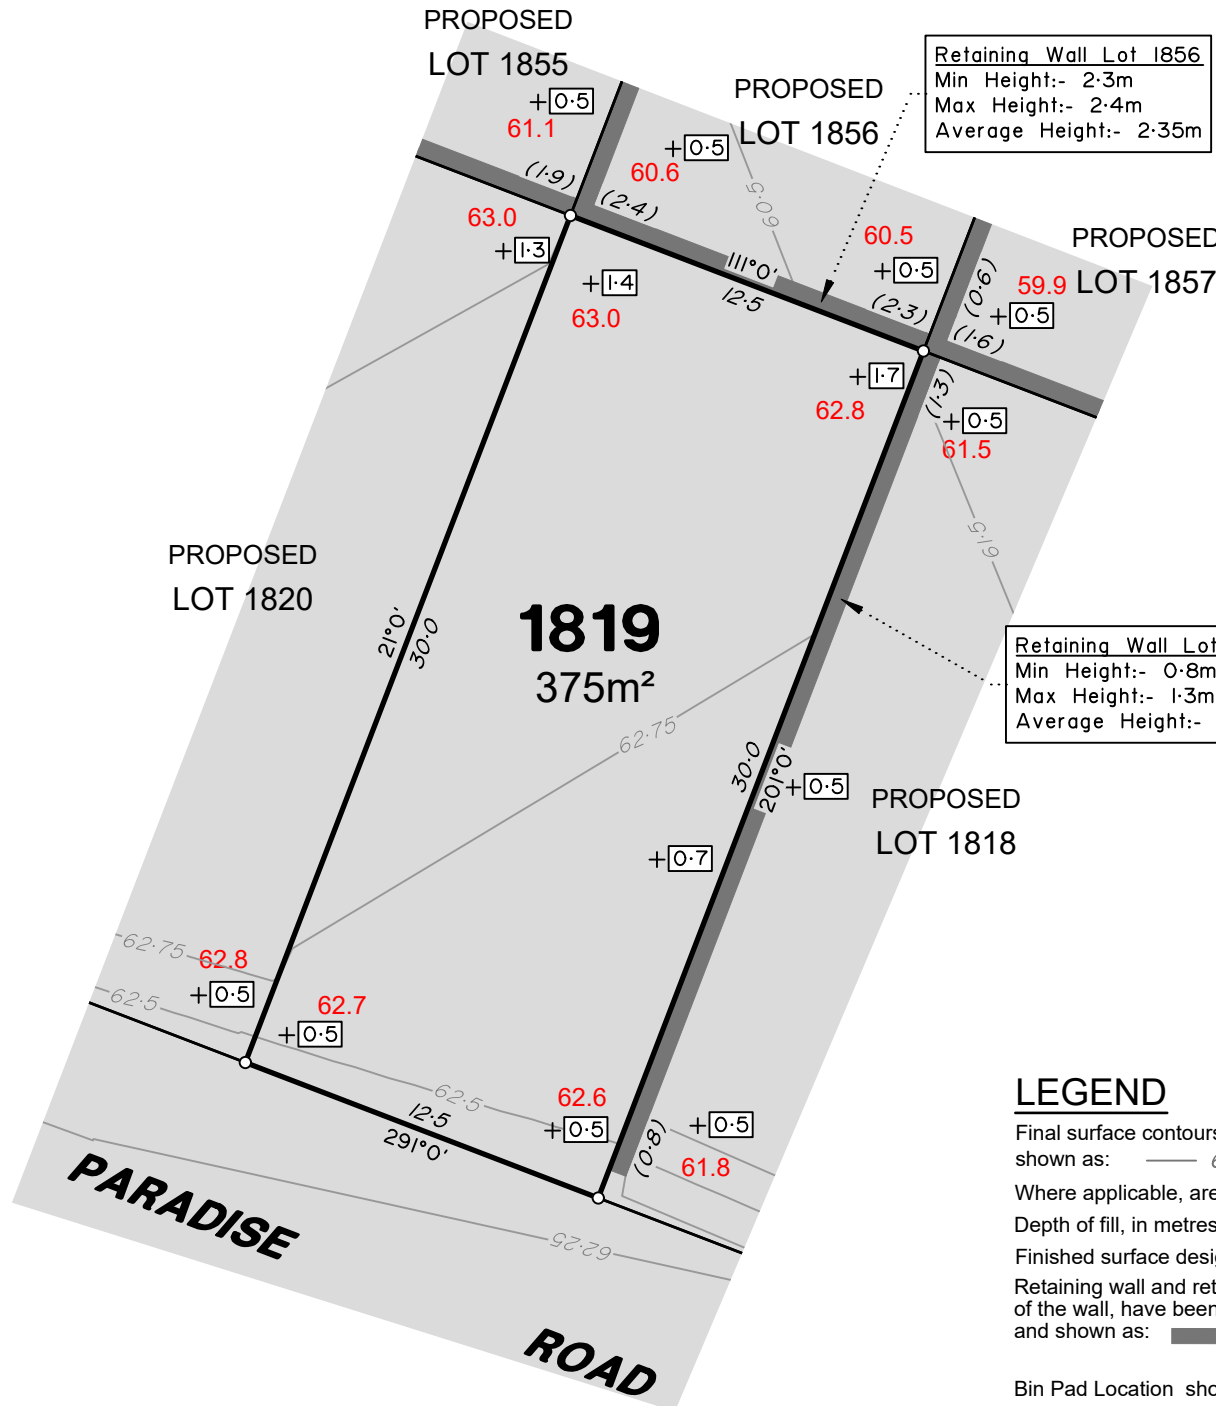 PROPOSED
LOT 1855
PROPOSED
LOT 1856
Retaining Wall Lot 1856
Min Height:- 2·3m
Max Height:- 2·4m
Average Height:- 2·35m
+0·5
61.1
+0·5
60.6
60·5
(1·9)
(2·4)
63.0
+1·3
+1·4
63.0
111°0'
12·5
60.5
+0·5
(2·3)
(0·6)
PROPOSED
LOT 1857
59.9
+0·5
(1·6)
+1·7
62.8
(1·3)
+0·5
61.5
61·5
PROPOSED
LOT 1820
21°0'
30·0
1819
375m²
62·75
Retaining Wall Lot
Min Height:- 0·8m
Max Height:- 1·3m
Average Height:-
30·0
201°0'
+0·5
PROPOSED
LOT 1818
+0·7
62·75
62.8
+0·5
62·5
62.7
+0·5
62·5
12·5
291°0'
62.6
+0·5
(0·8)
+0·5
61.8
62·25
PARADISE
ROAD
LEGEND
Final surface contours
shown as:
Where applicable, are
Depth of fill, in metres
Finished surface desig
Retaining wall and ret
of the wall, have been
and shown as:
Bin Pad Location sho